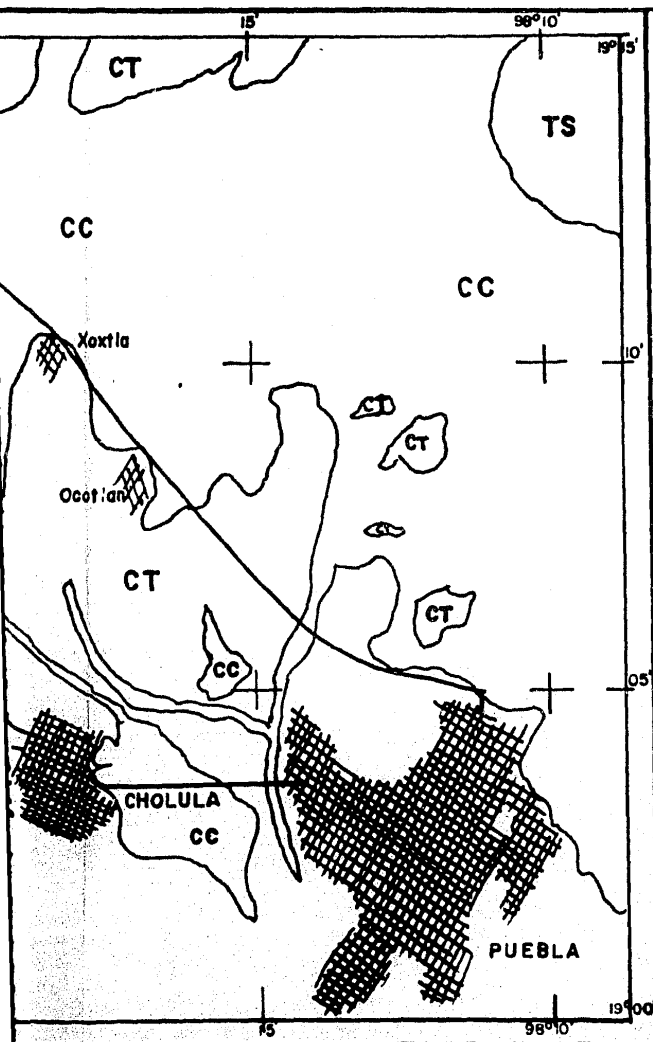 15'
98°10'
19°15'
CT
TS
CC
CC
Xoxtla
10'
CT
CT
Ocotlan
CT
CT
CC
05'
CHOLULA
CC
PUEBLA
19°00'
15
98°10'